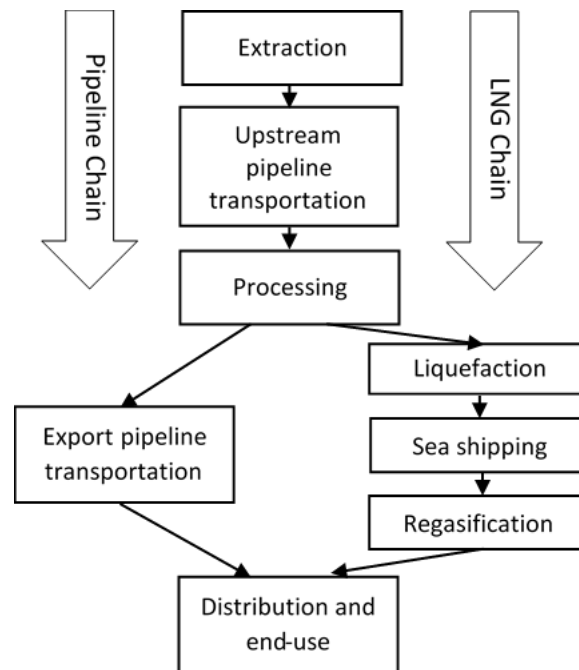 Pipeline Chain
Extraction
LNG Chain
Upstream
pipeline
transportation
Processing
Liquefaction
Export pipeline
transportation
Sea shipping
Regasification
Distribution and
end-use